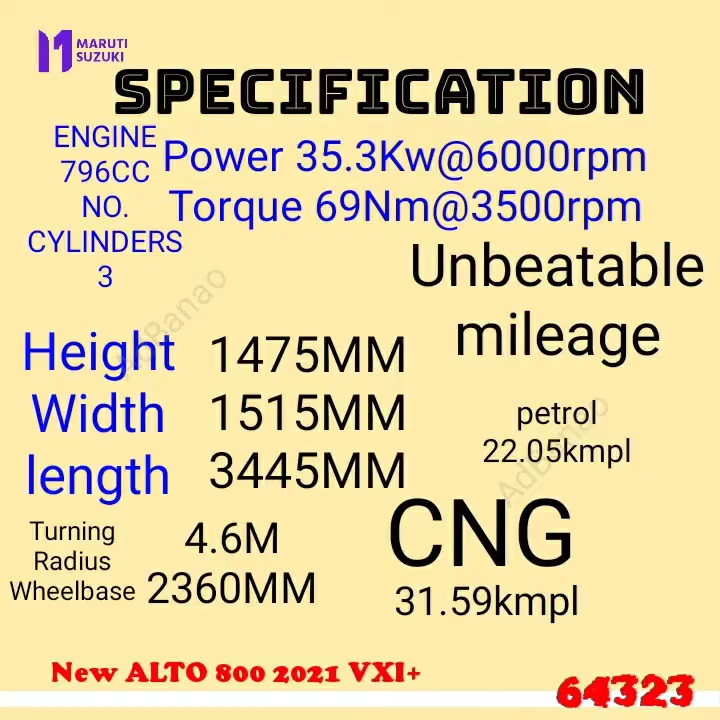 MARUTI
SUZUKI
SPECIFICATION
ENGINE
796CC
NO.
CYLINDERS
3
Power 35.3Kw@6000rpm
Torque 69Nm@3500rpm
Unbeatable
mileage
Height 1475MM
Width 1515MM
length 3445MM
petrol
22.05kmpl
Turning
Radius
4.6M
Wheelbase 2360MM
CNG
31.59kmpl
AdBanao
AdBanao
New ALTO 800 2021 VXI+
64323